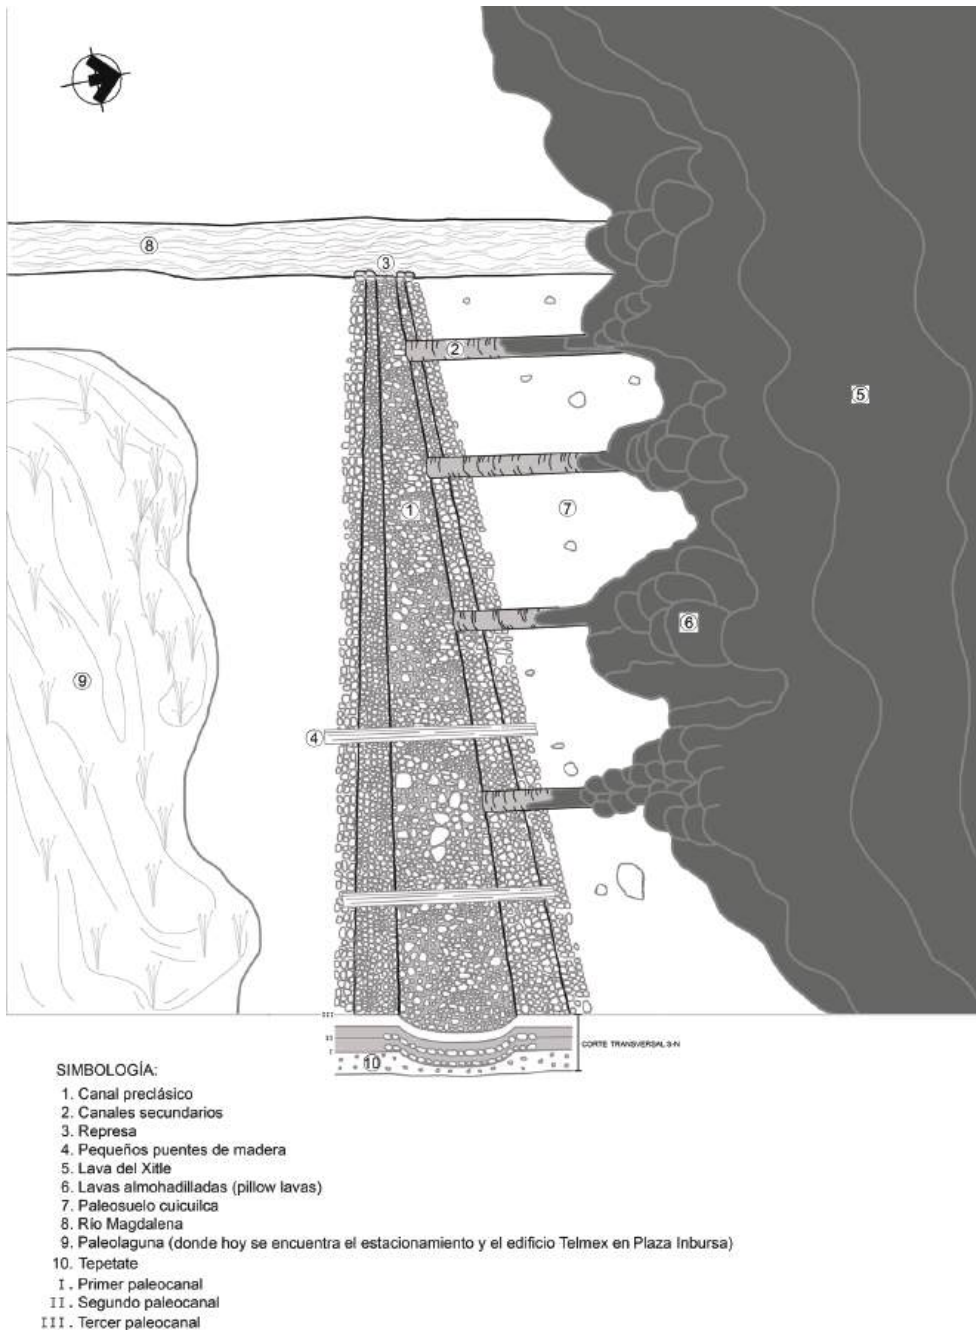 8
3
2
5
1
7
6
9
4
III
II
I
10
CORTE TRANSVERSAL S-N
SIMBOLOGÍA:
1. Canal preclásico
2. Canales secundarios
3. Represa
4. Pequeños puentes de madera
5. Lava del Xitle
6. Lavas almohadilladas (pillow lavas)
7. Paleosuelo cuicuilca
8. Río Magdalena
9. Paleolaguna (donde hoy se encuentra el estacionamiento y el edificio Telmex en Plaza Inbursa)
10. Tepetate
I. Primer paleocanal
II. Segundo paleocanal
III. Tercer paleocanal